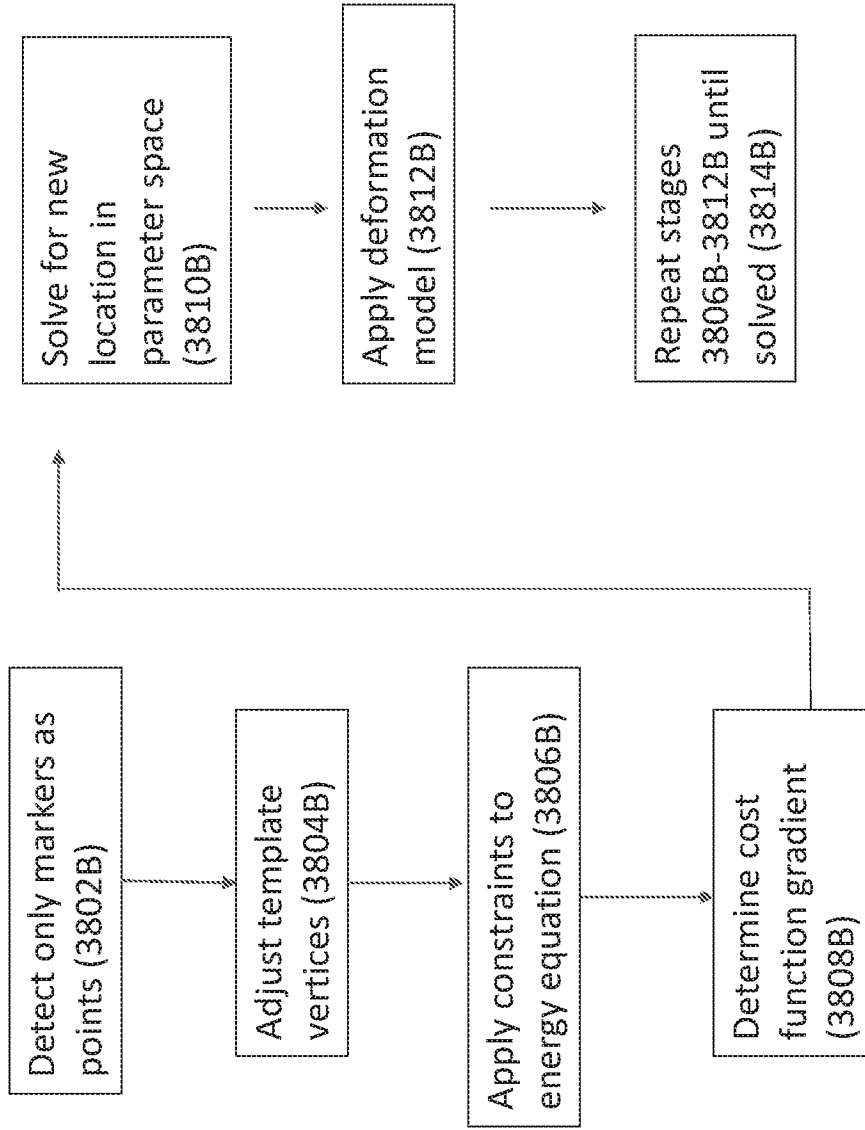 Detect only markers as
points (3802B)
Adjust template
vertices (3804B)
Apply constraints to
energy equation (3806B)
Determine cost
function gradient
(3808B)
Solve for new
location in
parameter space
(3810B)
Apply deformation
model (3812B)
Repeat stages
3806B-3812B until
solved (3814B)